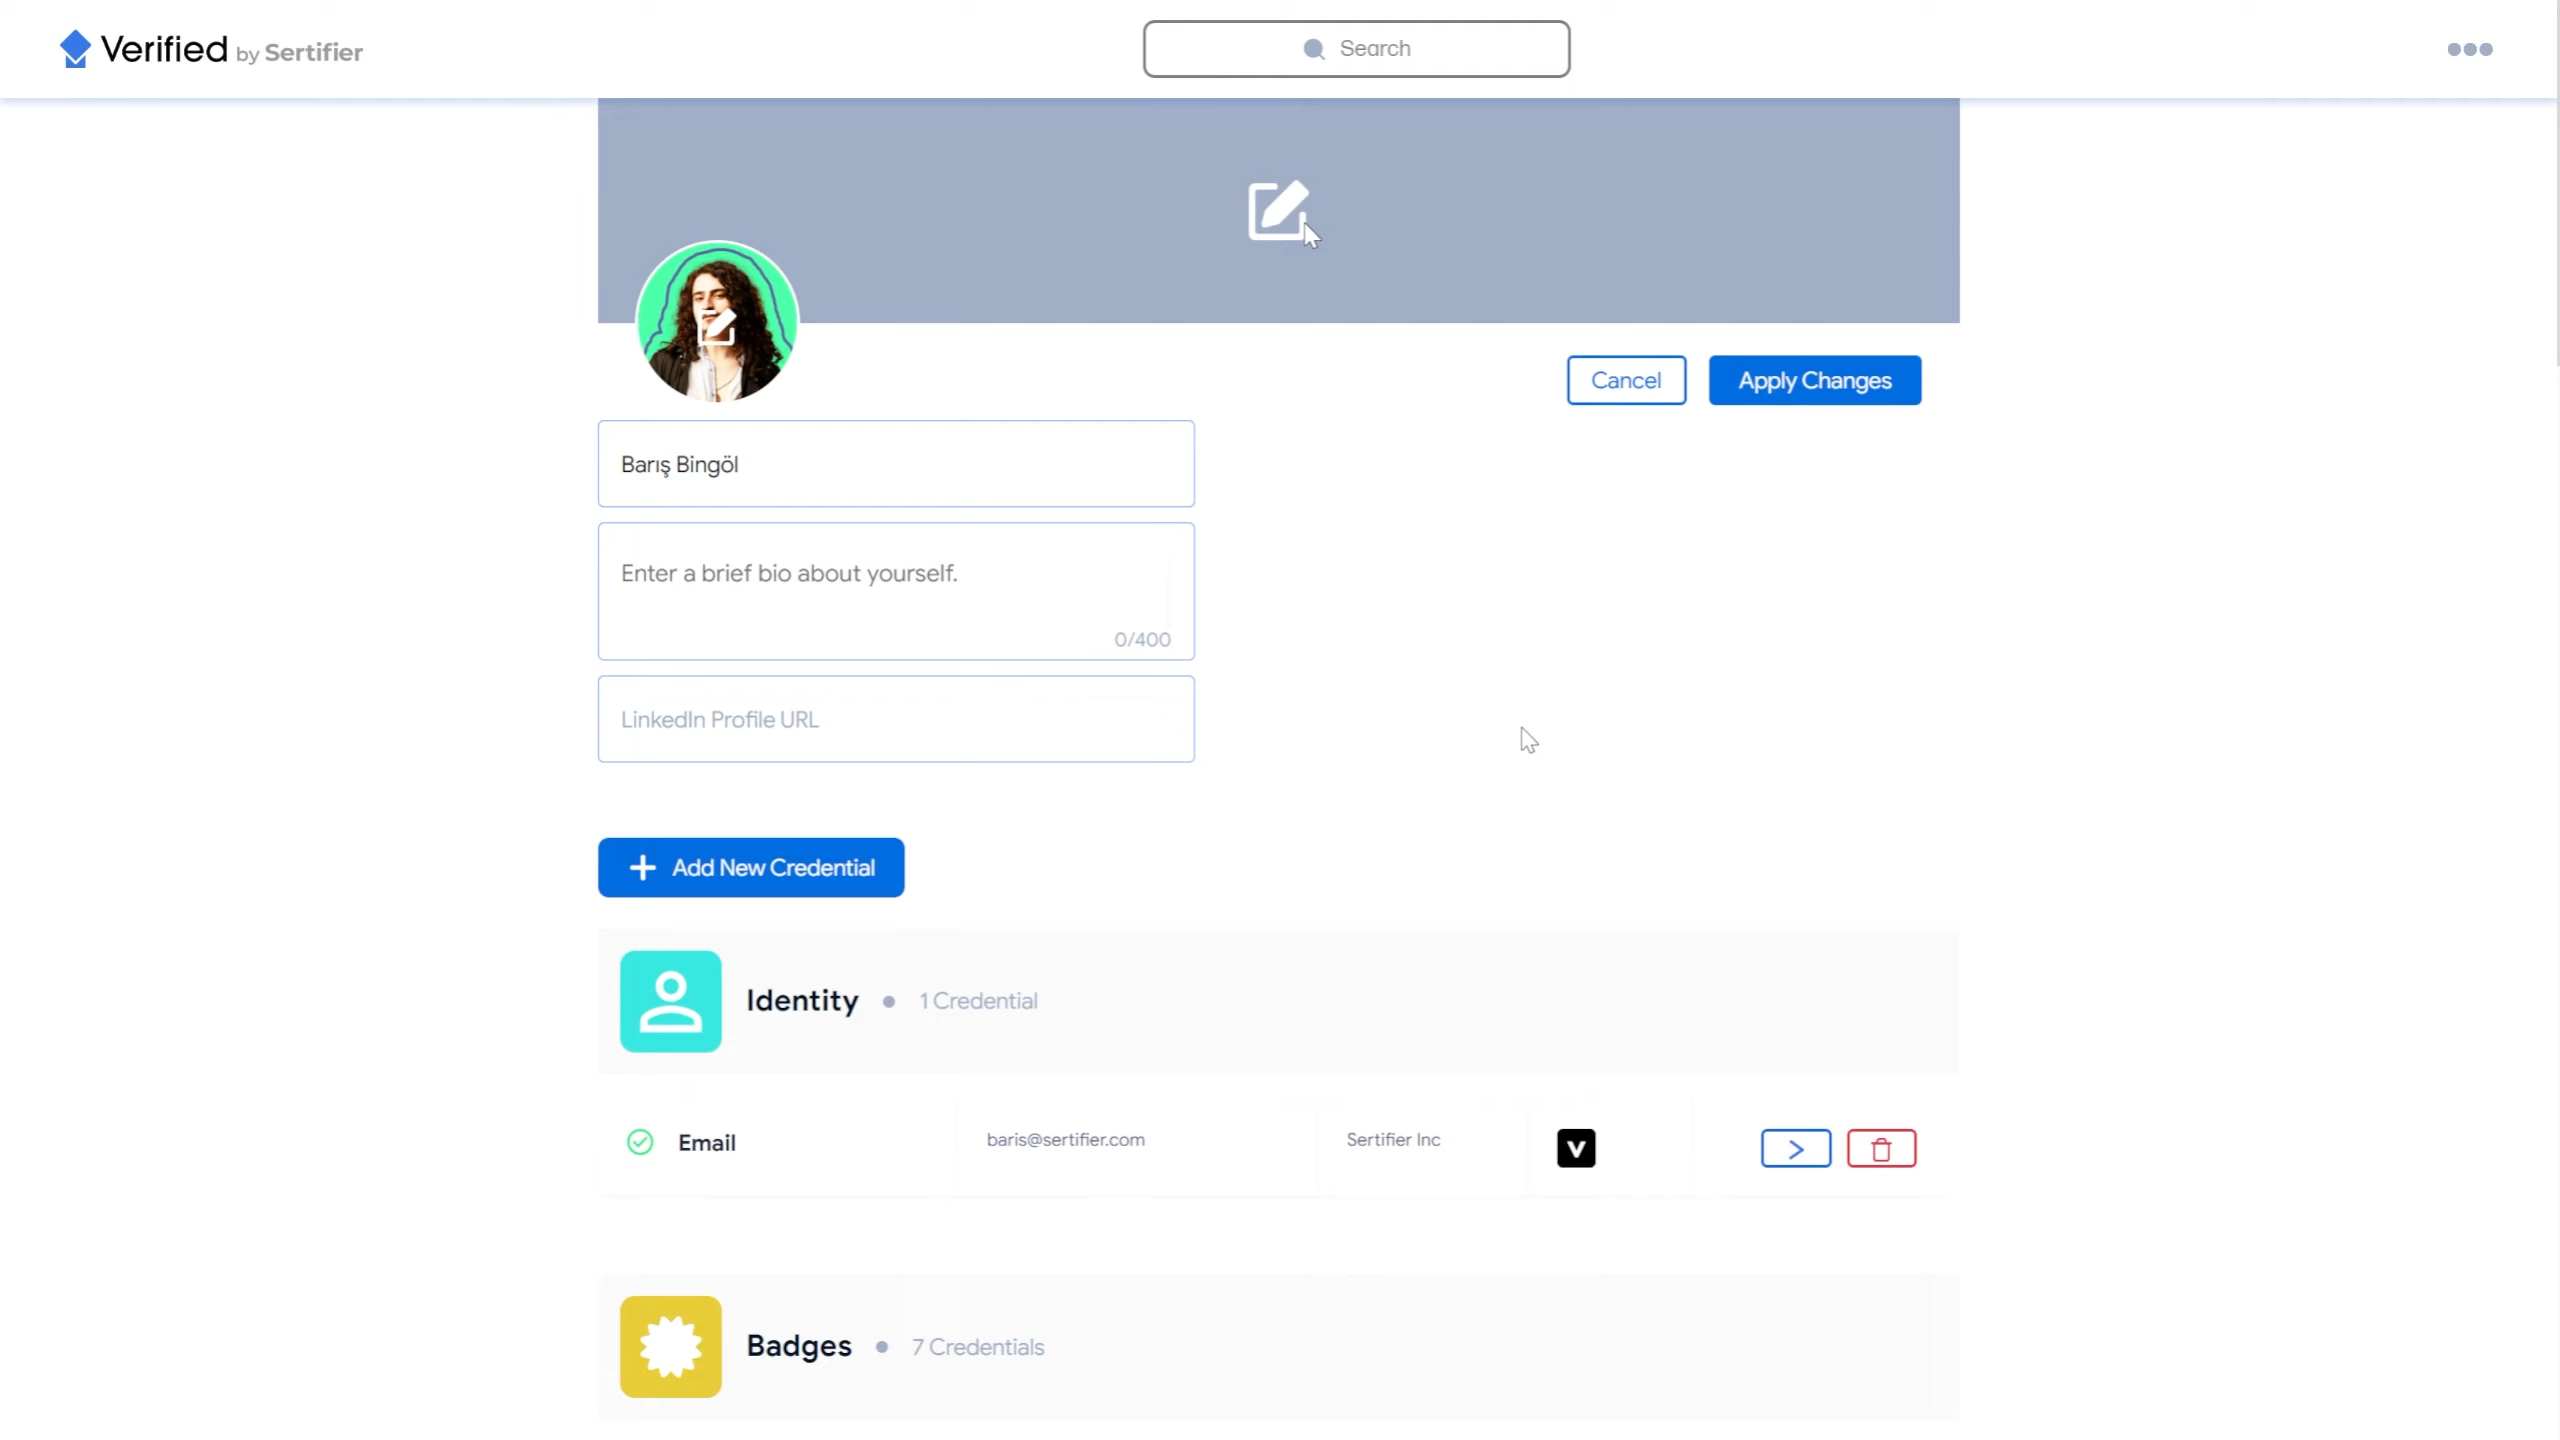 Verified by Sertifier
Search
Cancel
Apply Changes
Barış Bingöl
Enter a brief bio about yourself.
0/400
LinkedIn Profile URL
Add New Credential
Identity • 1 Credential
Email baris@sertifier.com Sertifier Inc V
Badges • 7 Credentials